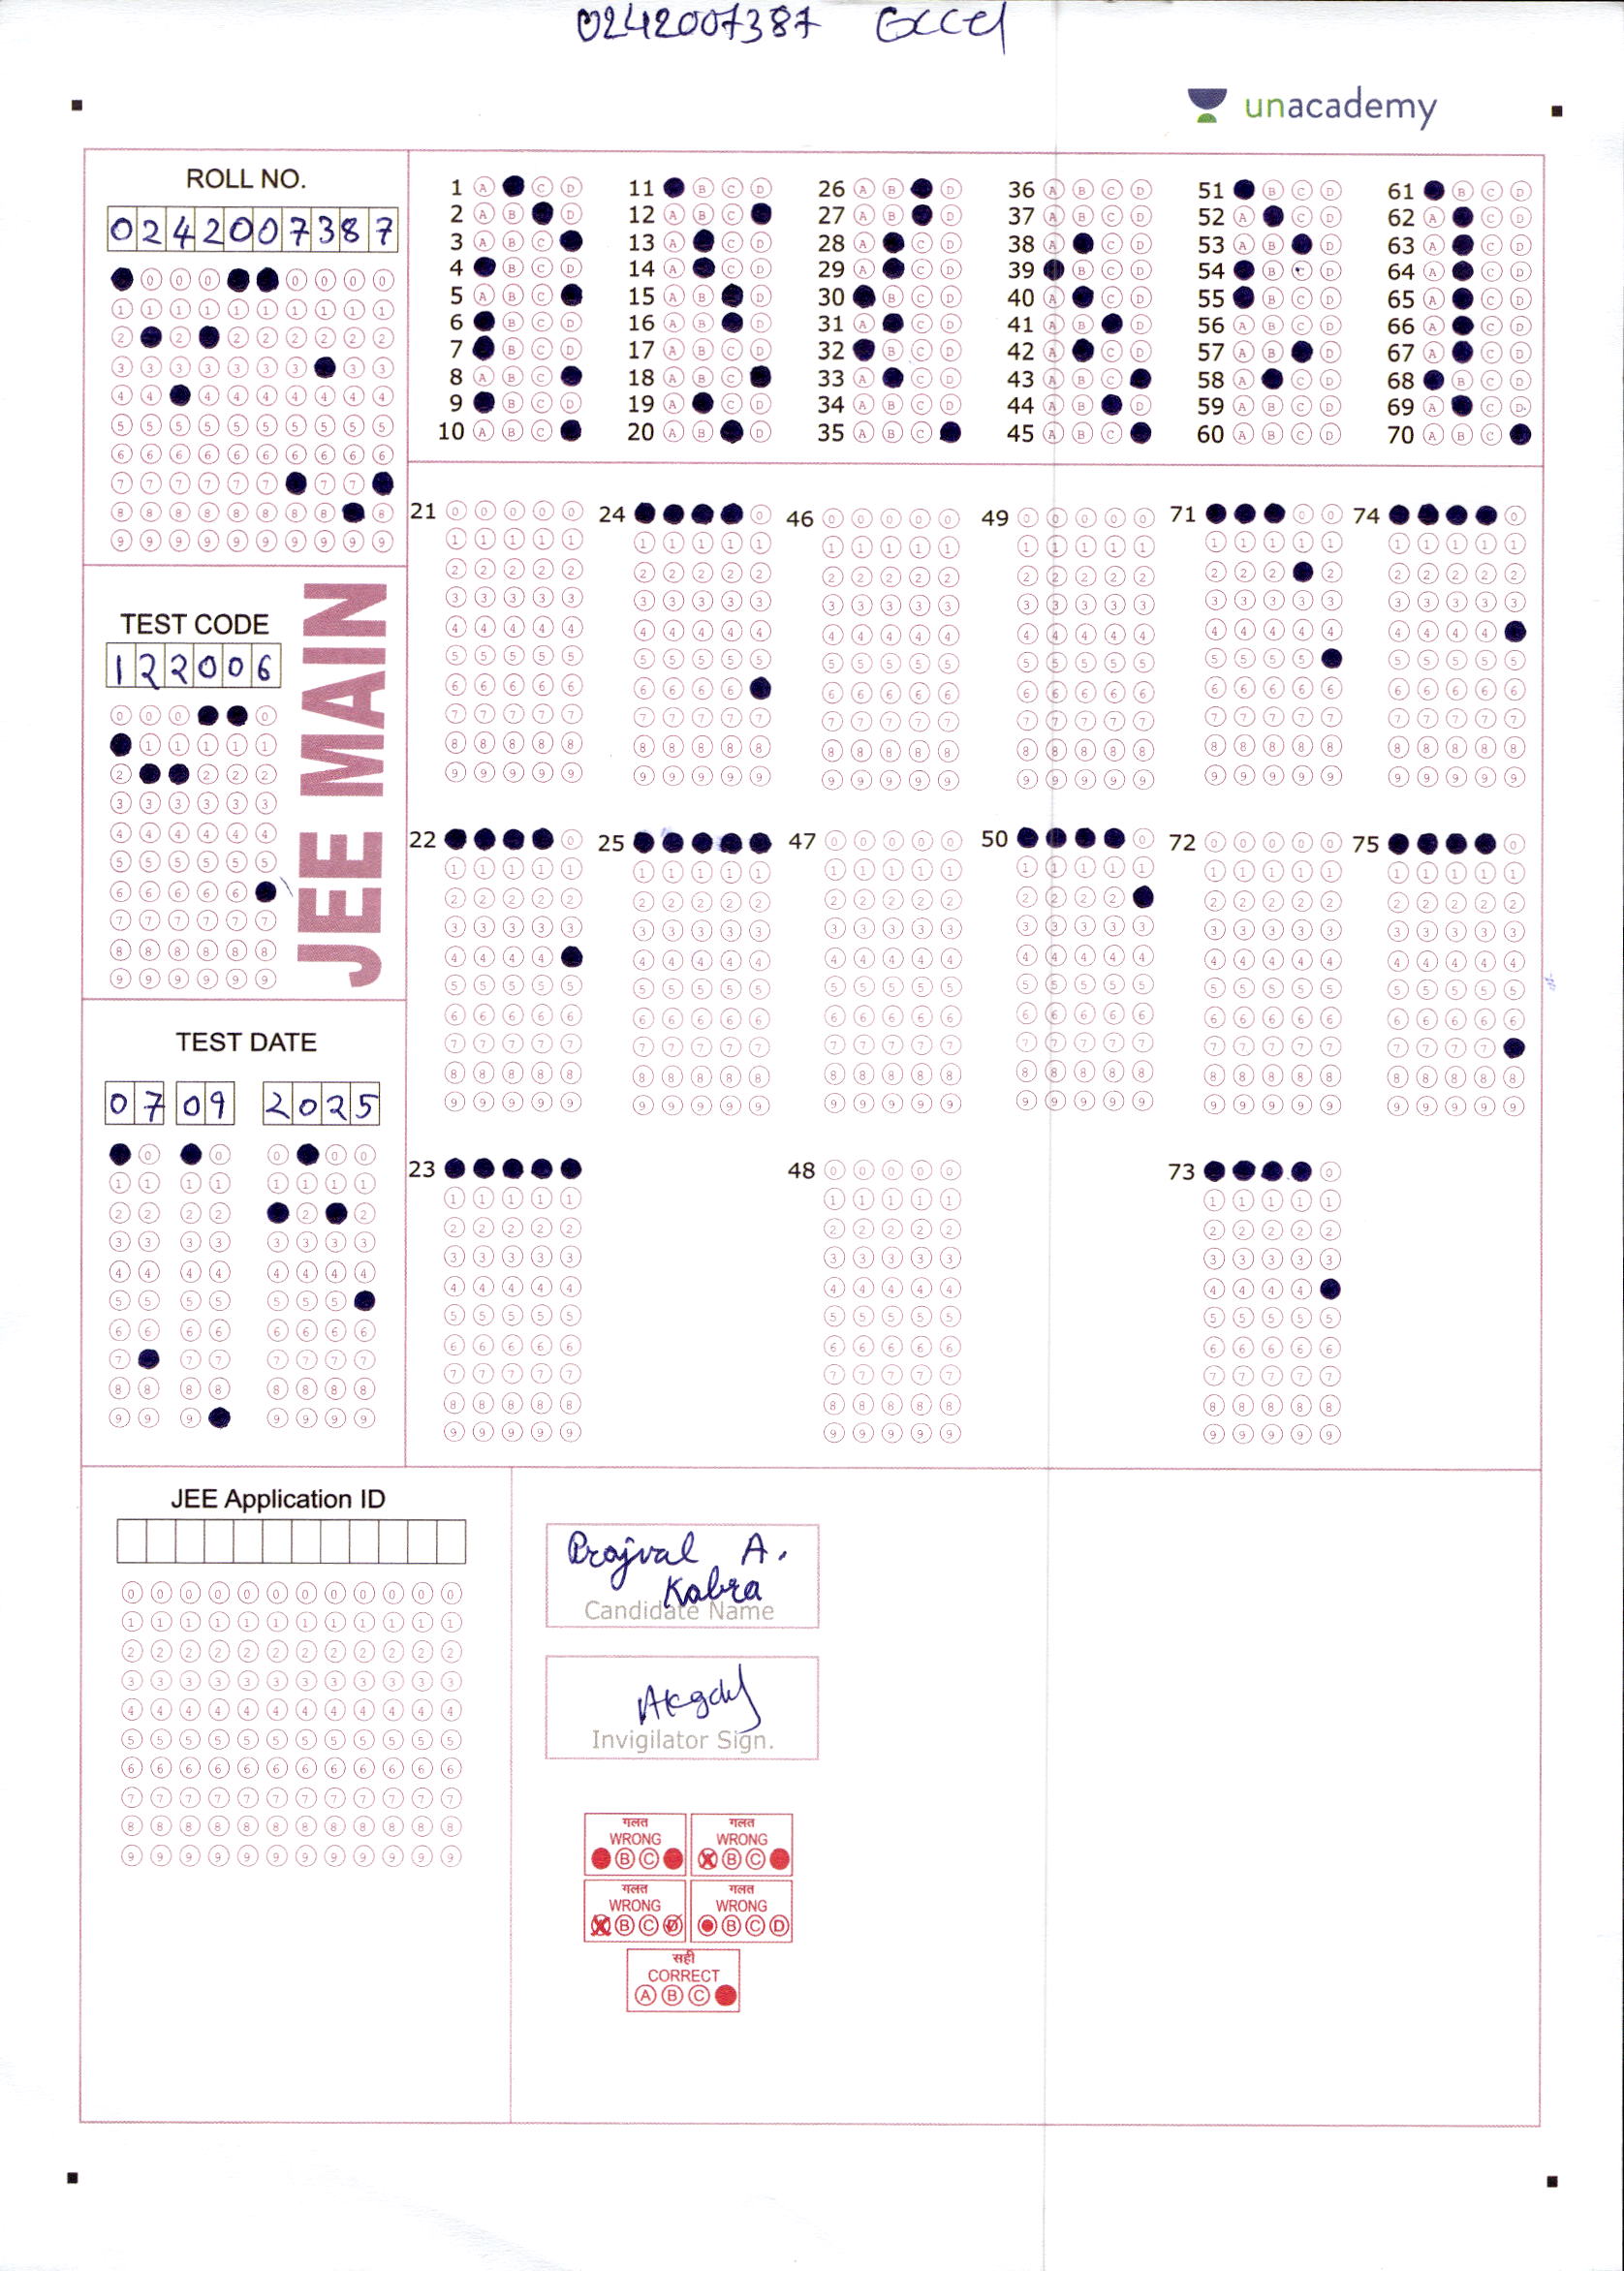 0242007387 Excel
unacademy
ROLL NO.
0242007387
TEST CODE
122006
JEE MAIN
TEST DATE
07 09 2025
1 A C D
2 A B D
3 A B C
4 B C D
5 A B C
6 B C D
7 B C D
8 A B C
9 B C D
10 A B C
11 B C D
12 A B C
13 A C D
14 A C D
15 A B D
16 A B D
17 A B C D
18 A B C
19 A C D
20 A B D
26 A B D
27 A B D
28 A C D
29 A C D
30 B C D
31 A C D
32 B C D
33 A C D
34 A B C D
35 A B C
36 A B C D
37 A B C D
38 A C D
39 B C D
40 A C D
41 A B D
42 A C D
43 A B C
44 A B D
45 A B C
51 B C D
52 A C D
53 A B D
54 B C D
55 B C D
56 A B C D
57 A B D
58 A C D
59 A B C D
60 A B C D
61 B C D
62 A C D
63 A C D
64 A C D
65 A C D
66 A C D
67 A C D
68 B C D
69 A C D
70 A B C
21
24
46
49
71
74
22
25
47
50
72
75
23
48
73
JEE Application ID
Prajval A.
Kabra
Candidate Name
Invigilator Sign.
गलत गलत
WRONG WRONG
B C B C
गलत गलत
WRONG WRONG
B C D B C D
सही
CORRECT
A B C